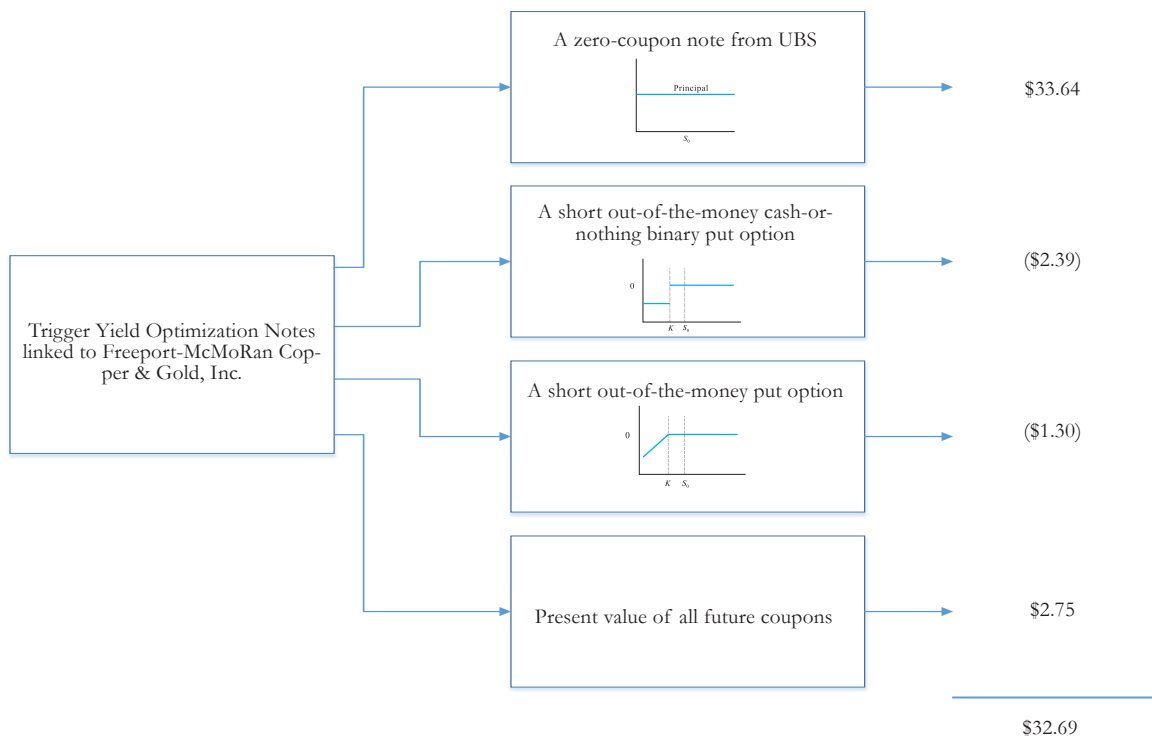 A zero-coupon note from UBS
Principal
S0
$33.64
A short out-of-the-money cash-or-
nothing binary put option
0
K
S0
($2.39)
Trigger Yield Optimization Notes
linked to Freeport-McMoRan Cop-
per & Gold, Inc.
A short out-of-the-money put option
0
K
S0
($1.30)
Present value of all future coupons
$2.75
$32.69